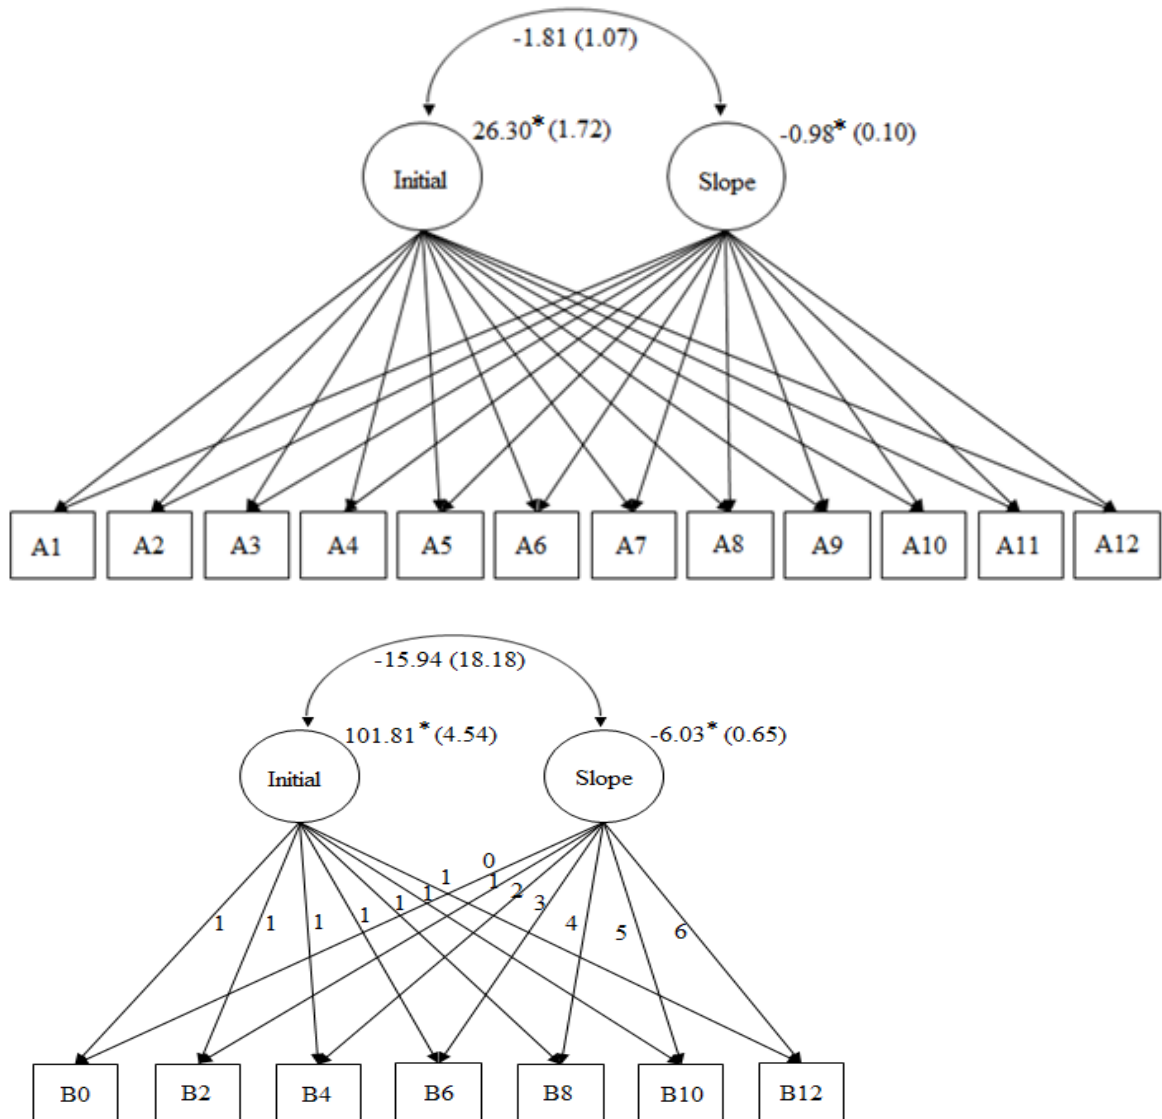 -1.81 (1.07)
26.30* (1.72)
-0.98* (0.10)
Initial
Slope
A1 A2 A3 A4 A5 A6 A7 A8 A9 A10 A11 A12
-15.94 (18.18)
101.81* (4.54)
-6.03* (0.65)
Initial
Slope
1 1 1 1 1 1 1 0 1 2 3 4 5 6
B0 B2 B4 B6 B8 B10 B12